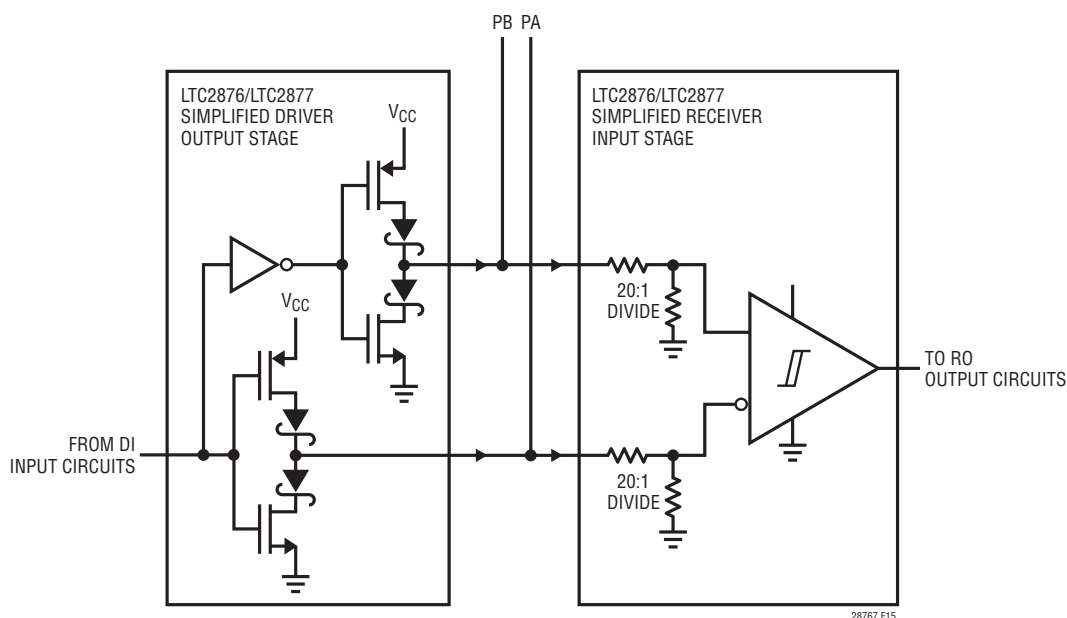 PB PA
LTC2876/LTC2877
SIMPLIFIED DRIVER
OUTPUT STAGE
VCC
VCC
FROM DI
INPUT CIRCUITS
LTC2876/LTC2877
SIMPLIFIED RECEIVER
INPUT STAGE
20:1
DIVIDE
20:1
DIVIDE
TO RO
OUTPUT CIRCUITS
28767 F15